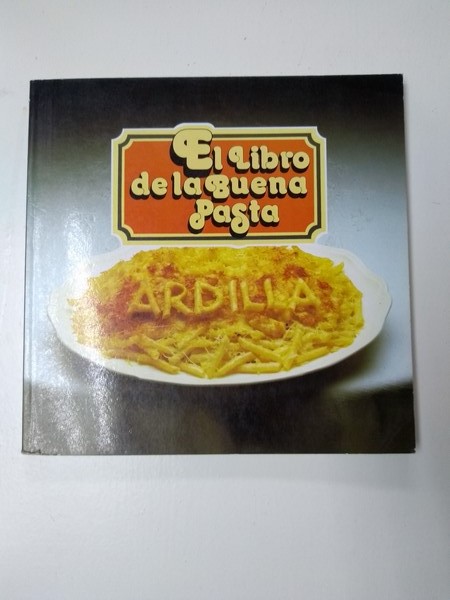 El Libro
de la Buena
Pasta
ARDILLA